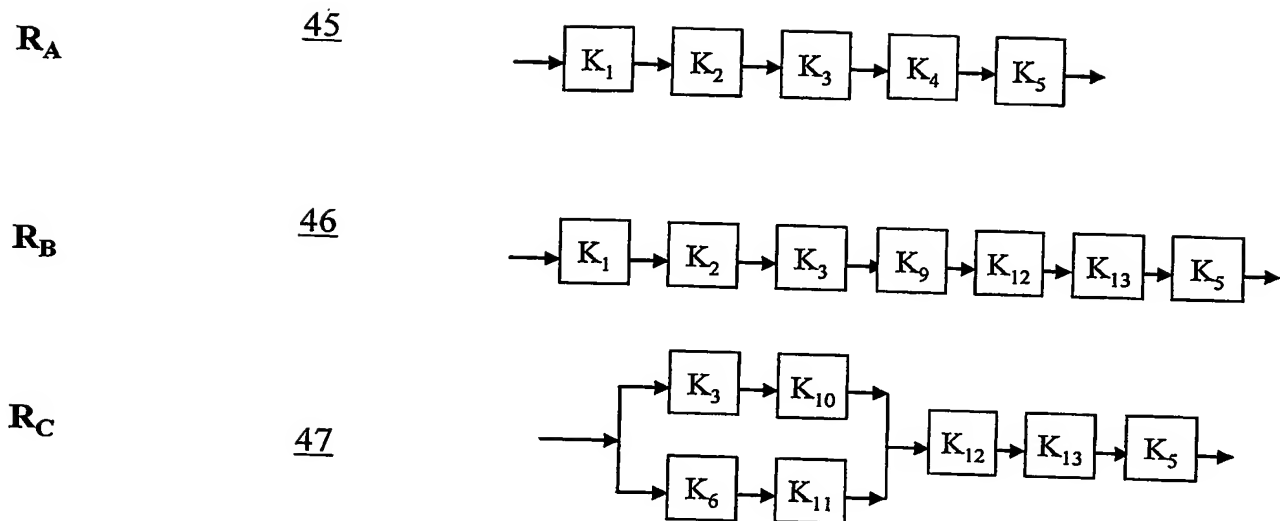 R_A 45 K_1 K_2 K_3 K_4 K_5
R_B 46 K_1 K_2 K_3 K_9 K_12 K_13 K_5
R_C 47 K_3 K_10
K_12 K_13 K_5
K_6 K_11